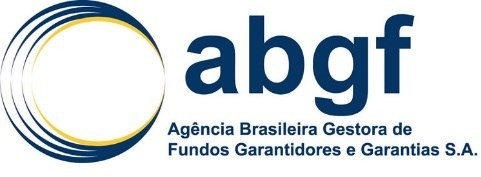 abgf
Agência Brasileira Gestora de
Fundos Garantidores e Garantias S.A.